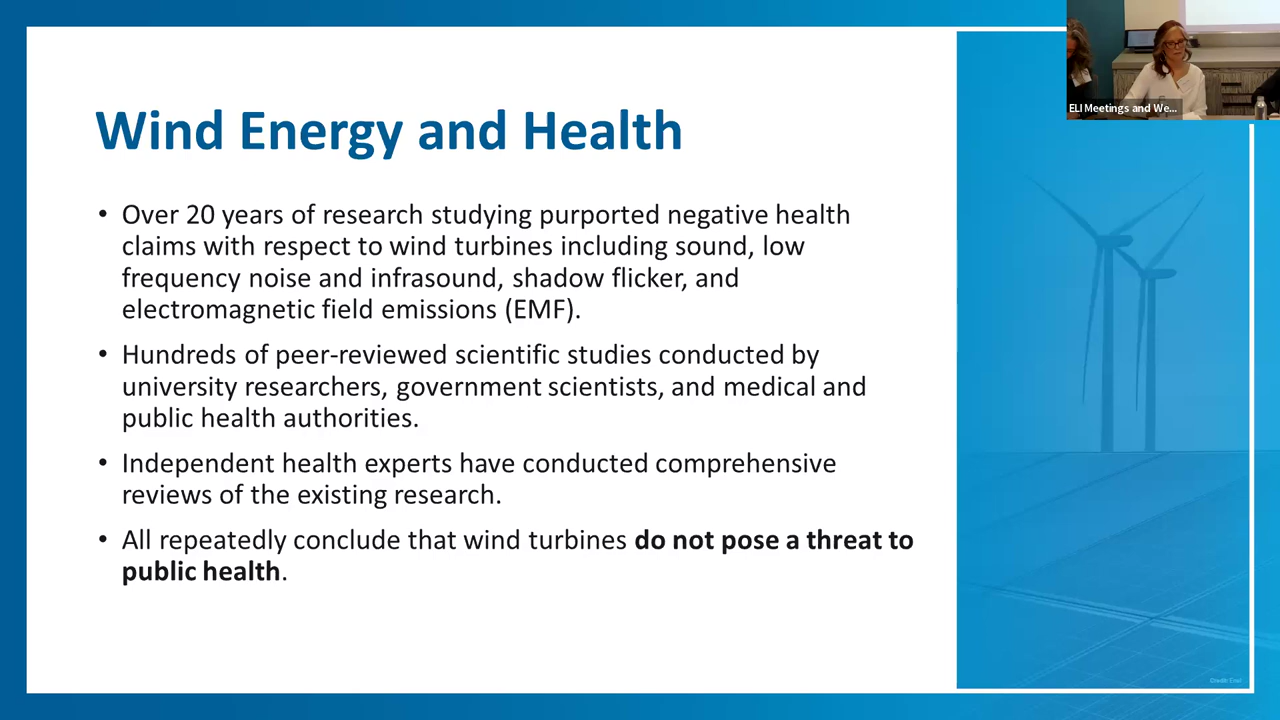 ELI Meetings and We...
Wind Energy and Health
• Over 20 years of research studying purported negative health
claims with respect to wind turbines including sound, low
frequency noise and infrasound, shadow flicker, and
electromagnetic field emissions (EMF).
• Hundreds of peer-reviewed scientific studies conducted by
university researchers, government scientists, and medical and
public health authorities.
• Independent health experts have conducted comprehensive
reviews of the existing research.
• All repeatedly conclude that wind turbines do not pose a threat to
public health.